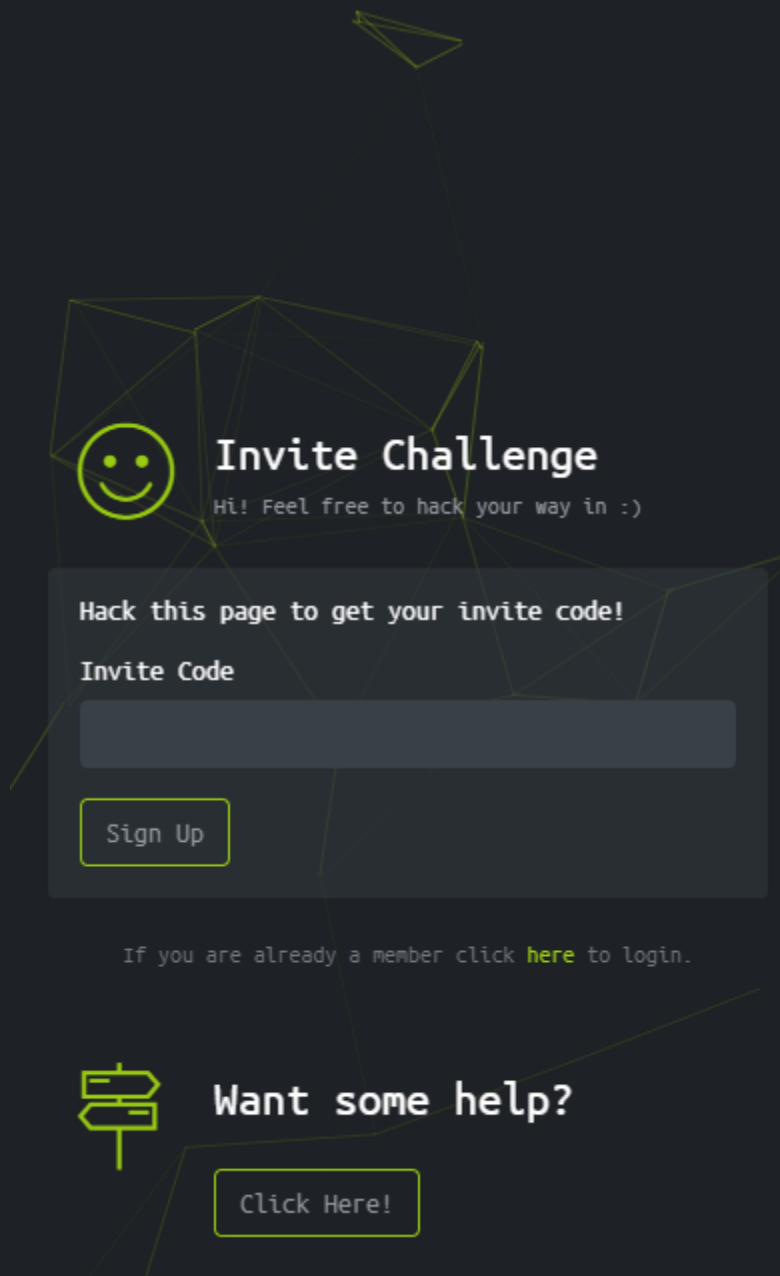 Invite Challenge
Hi! Feel free to hack your way in :)
Hack this page to get your invite code!
Invite Code
Sign Up
If you are already a member click here to login.
Want some help?
Click Here!